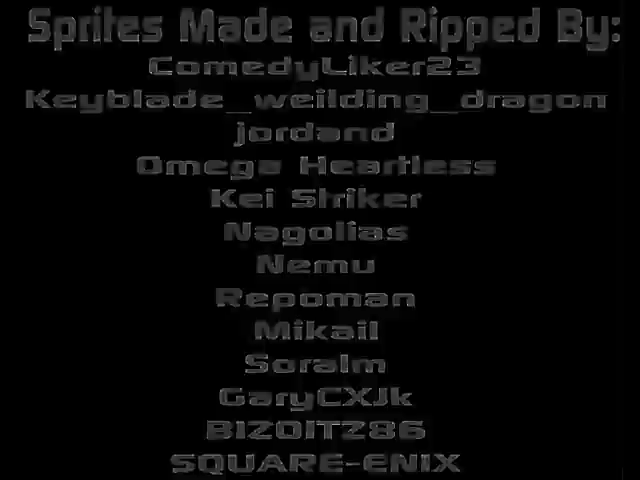 Sprites Made and Ripped By:
ComedyLiker23
Keyblade_weilding_dragon
jordand
Omega Heartless
Kei Striker
Nagolias
Nemu
Repoman
Mikail
Soralm
GaryCXJk
BIZOITZ86
SQUARE-ENIX